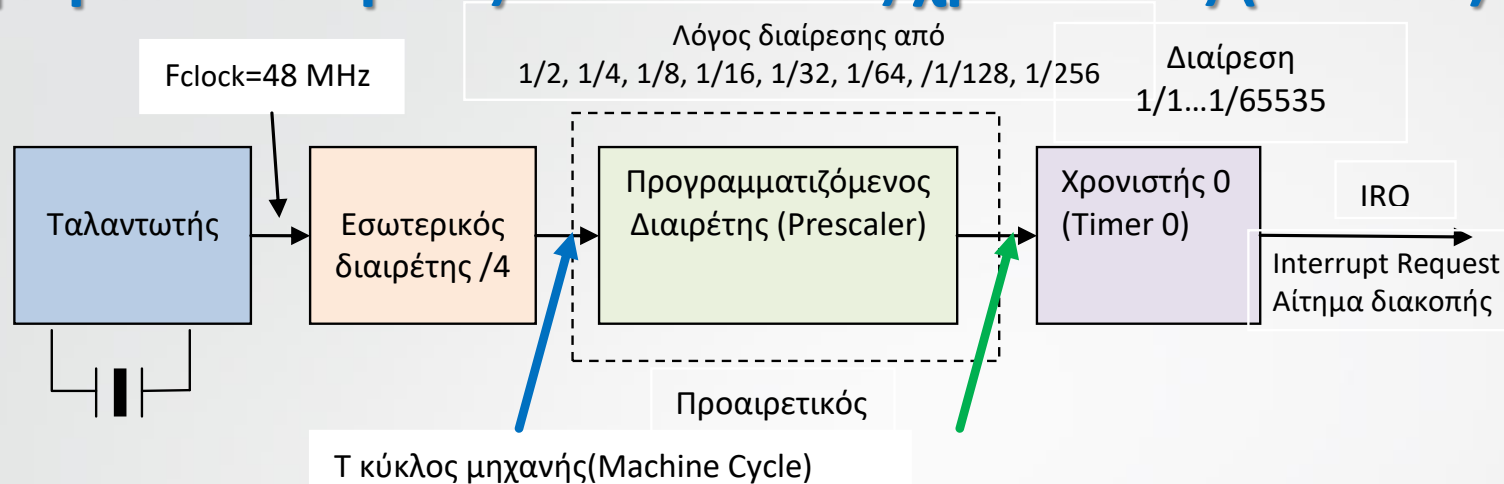 Λόγος διαίρεσης από
1/2, 1/4, 1/8, 1/16, 1/32, 1/64, /1/128, 1/256
Fclock=48 MHz
Διαίρεση
1/1...1/65535
Ταλαντωτής
Εσωτερικός
διαιρέτης /4
Προγραμματιζόμενος
Διαιρέτης (Prescaler)
Χρονιστής 0
(Timer 0)
IRQ
Interrupt Request
Αίτημα διακοπής
Προαιρετικός
Τ κύκλος μηχανής(Machine Cycle)